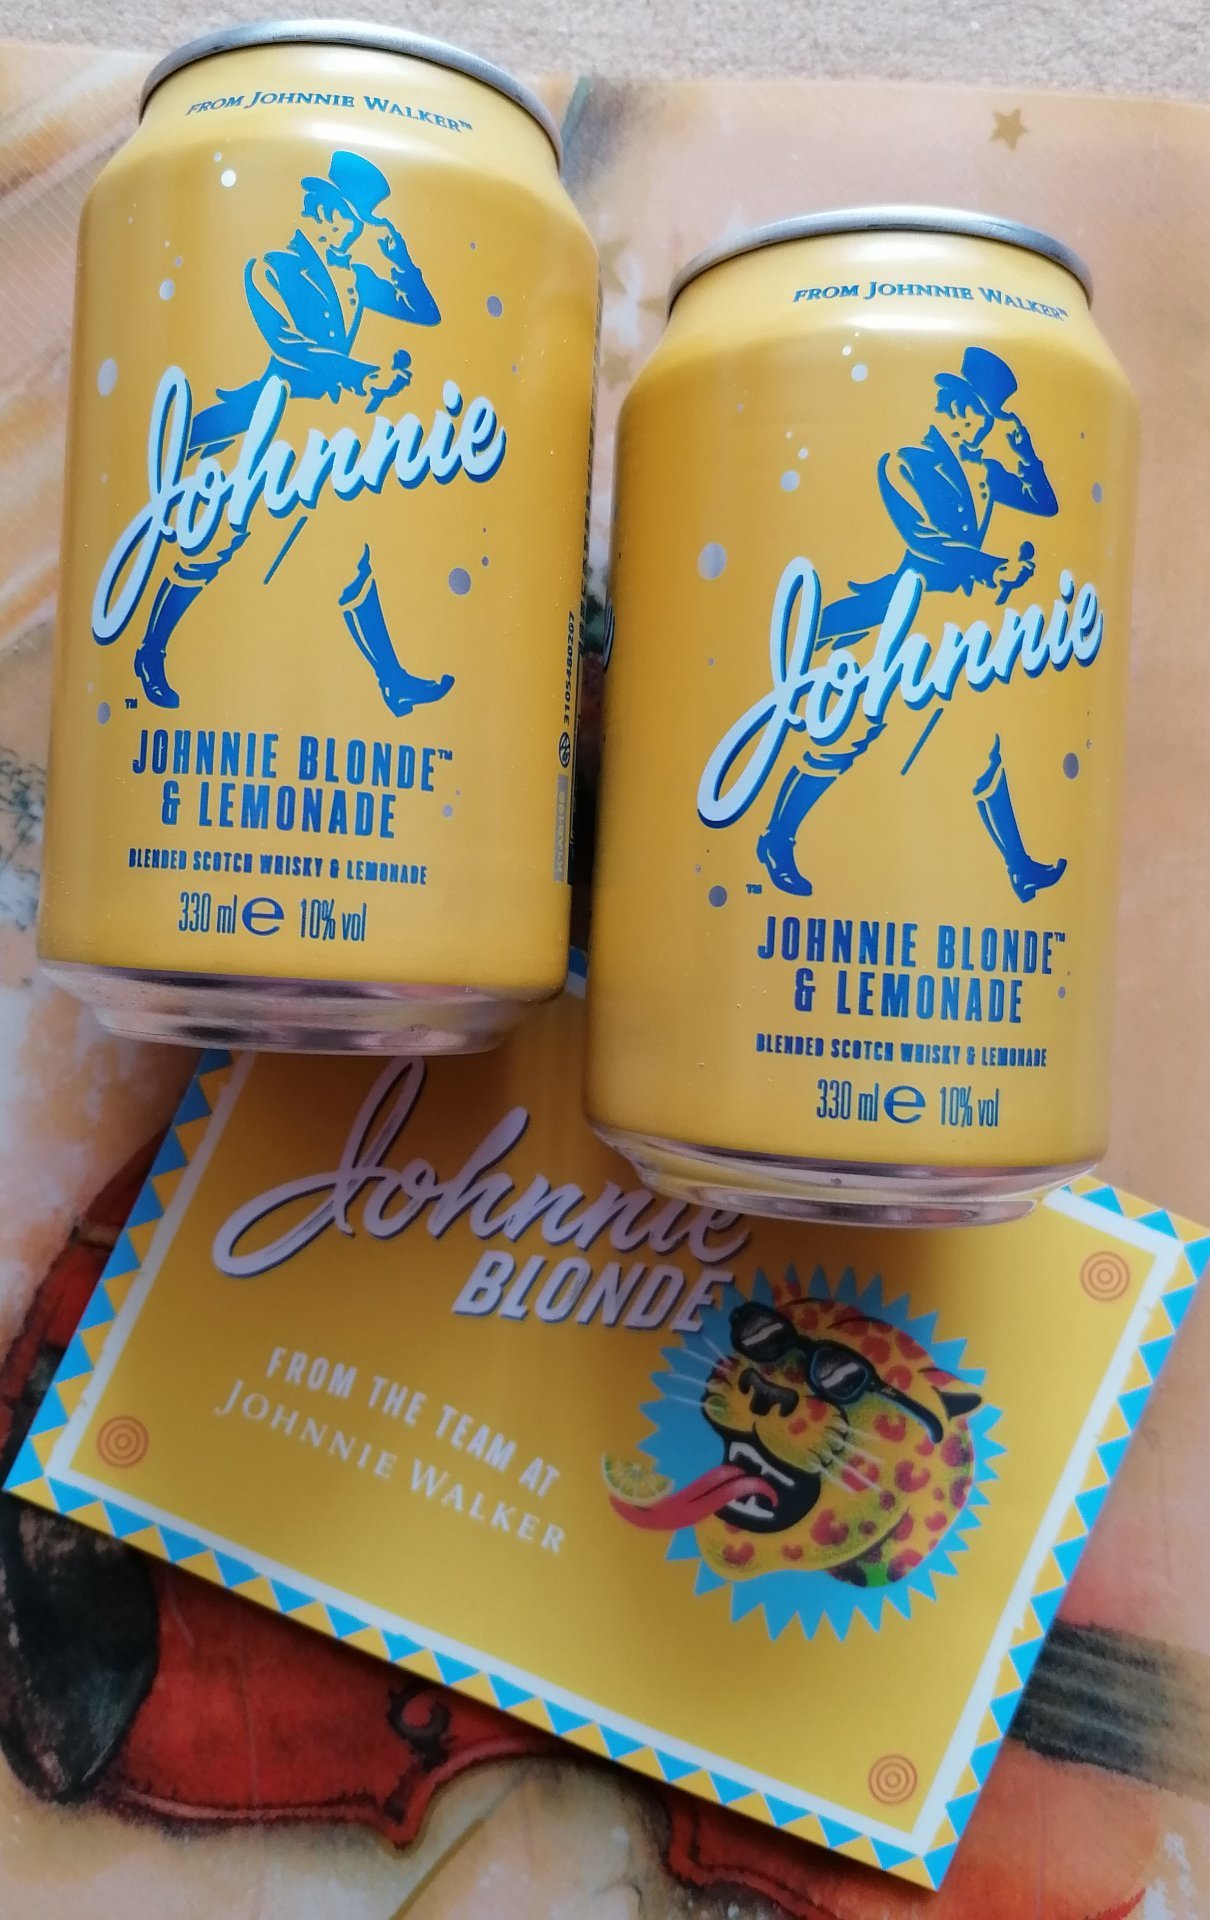 FROM JOHNNIE WALKER™
Johnnie
™
JOHNNIE BLONDE™
& LEMONADE
BLENDED SCOTCH WHISKY & LEMONADE
330 ml e 10% vol
FROM JOHNNIE WALKER™
Johnnie
™
JOHNNIE BLONDE™
& LEMONADE
BLENDED SCOTCH WHISKY & LEMONADE
330 ml e 10% vol
Johnnie
BLONDE
FROM THE TEAM AT
JOHNNIE WALKER